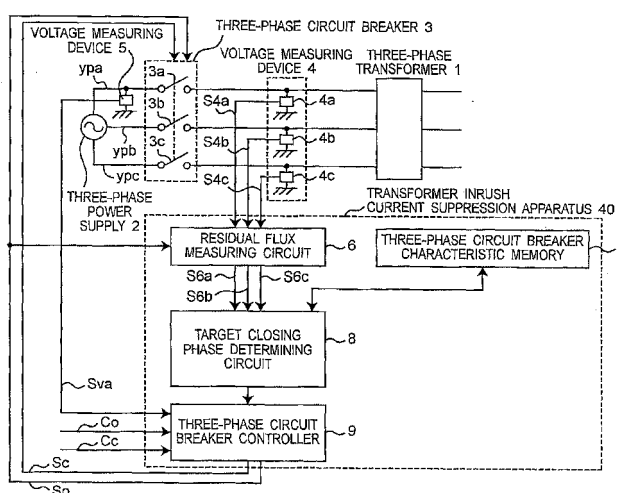 THREE-PHASE CIRCUIT BREAKER 3
VOLTAGE MEASURING
DEVICE 5
VOLTAGE MEASURING
DEVICE 4
THREE-PHASE
TRANSFORMER 1
ypa
3a
3b
3c
ypb
ypc
S4a
S4b
S4c
4a
4b
4c
THREE-PHASE
POWER
SUPPLY 2
TRANSFORMER INRUSH
CURRENT SUPPRESSION APPARATUS 40
RESIDUAL FLUX
MEASURING CIRCUIT
6
THREE-PHASE CIRCUIT BREAKER
CHARACTERISTIC MEMORY
S6a
S6b
S6c
TARGET CLOSING
PHASE DETERMINING
CIRCUIT
8
Sva
Co
Cc
THREE-PHASE CIRCUIT
BREAKER CONTROLLER
9
Sc
So